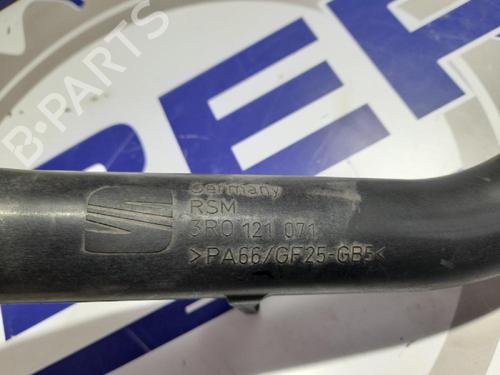 B-PARTS
Germany
RSM
3R0 121 071
>PA66/GF25-GB5<